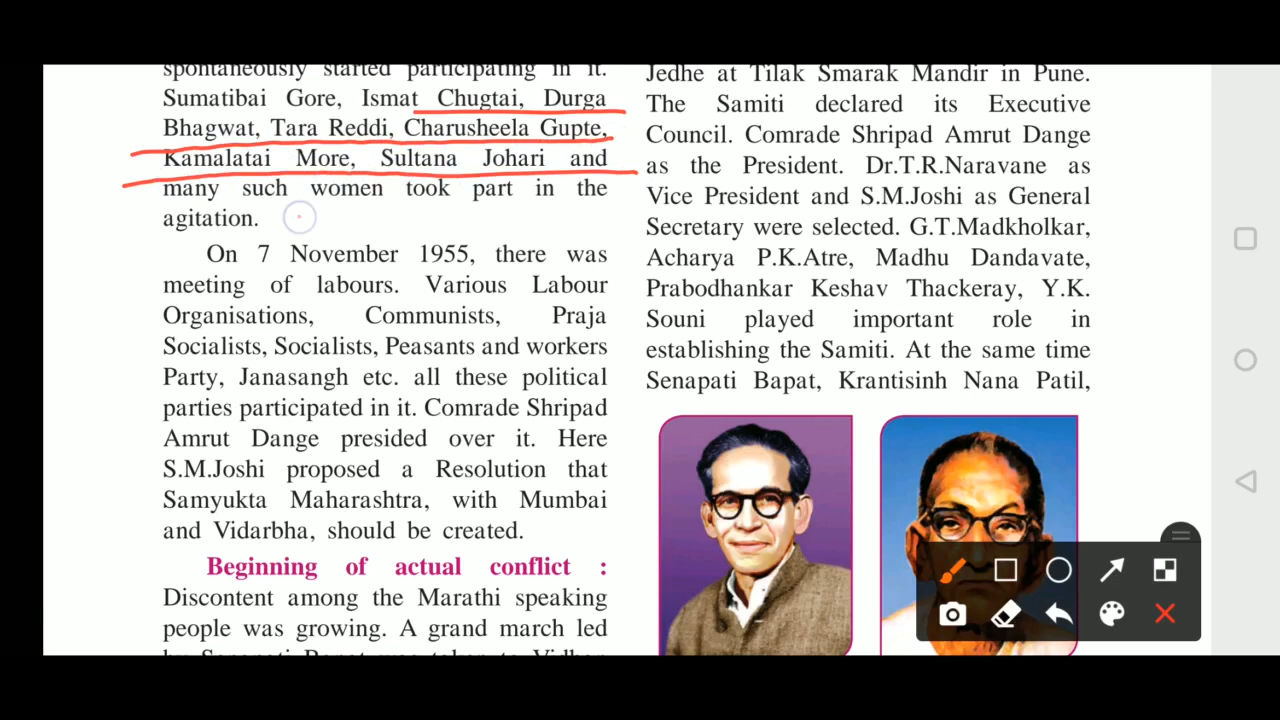 spontaneously started participating in it.
Sumatibai Gore, Ismat Chugtai, Durga
Bhagwat, Tara Reddi, Charusheela Gupte,
Kamalatai More, Sultana Johari and
many such women took part in the
agitation.
On 7 November 1955, there was
meeting of labours. Various Labour
Organisations, Communists, Praja
Socialists, Socialists, Peasants and workers
Party, Janasangh etc. all these political
parties participated in it. Comrade Shripad
Amrut Dange presided over it. Here
S.M.Joshi proposed a Resolution that
Samyukta Maharashtra, with Mumbai
and Vidarbha, should be created.
Beginning of actual conflict :
Discontent among the Marathi speaking
people was growing. A grand march led
by Senapati Bapat was taken to Vidhan
Jedhe at Tilak Smarak Mandir in Pune.
The Samiti declared its Executive
Council. Comrade Shripad Amrut Dange
as the President. Dr.T.R.Naravane as
Vice President and S.M.Joshi as General
Secretary were selected. G.T.Madkholkar,
Acharya P.K.Atre, Madhu Dandavate,
Prabodhankar Keshav Thackeray, Y.K.
Souni played important role in
establishing the Samiti. At the same time
Senapati Bapat, Krantisinh Nana Patil,